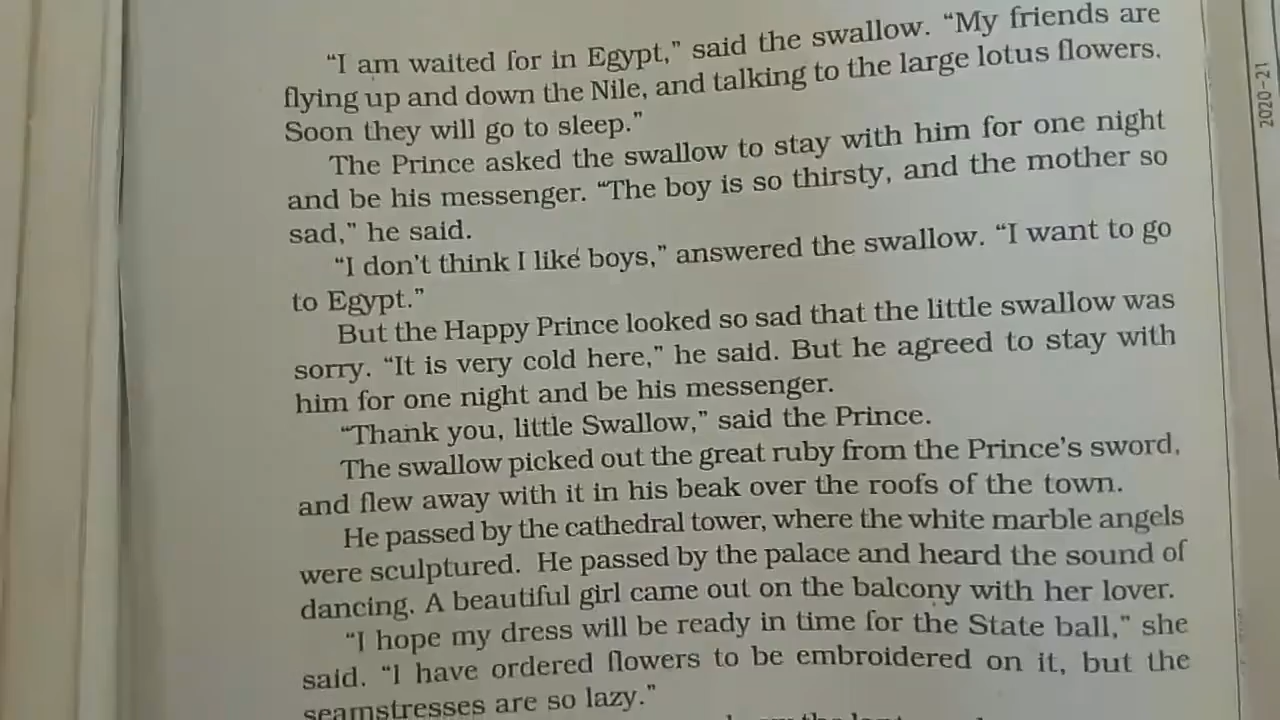 “I am waited for in Egypt,” said the swallow. “My friends are
flying up and down the Nile, and talking to the large lotus flowers.
Soon they will go to sleep.”
The Prince asked the swallow to stay with him for one night
and be his messenger. “The boy is so thirsty, and the mother so
sad,” he said.
“I don't think I like boys,” answered the swallow. “I want to go
to Egypt.”
But the Happy Prince looked so sad that the little swallow was
sorry. “It is very cold here,” he said. But he agreed to stay with
him for one night and be his messenger.
“Thank you, little Swallow,” said the Prince.
The swallow picked out the great ruby from the Prince's sword,
and flew away with it in his beak over the roofs of the town.
He passed by the cathedral tower, where the white marble angels
were sculptured. He passed by the palace and heard the sound of
dancing. A beautiful girl came out on the balcony with her lover.
“I hope my dress will be ready in time for the State ball,” she
said. “I have ordered flowers to be embroidered on it, but the
seamstresses are so lazy.”
2020-21